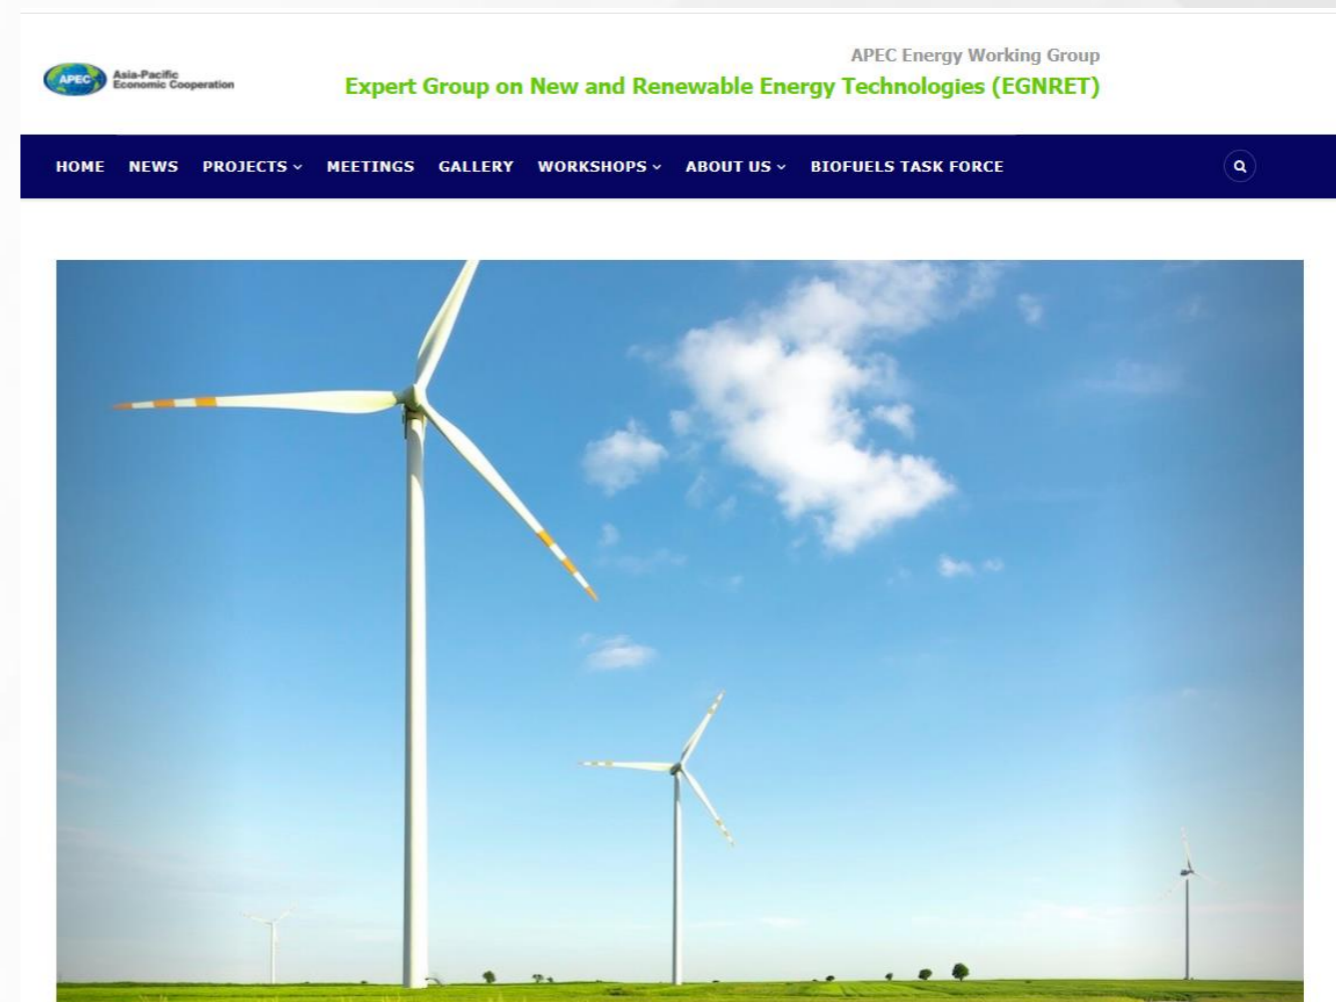 APEC
Asia-Pacific
Economic Cooperation
APEC Energy Working Group
Expert Group on New and Renewable Energy Technologies (EGNRET)
HOME NEWS PROJECTS MEETINGS GALLERY WORKSHOPS ABOUT US BIOFUELS TASK FORCE